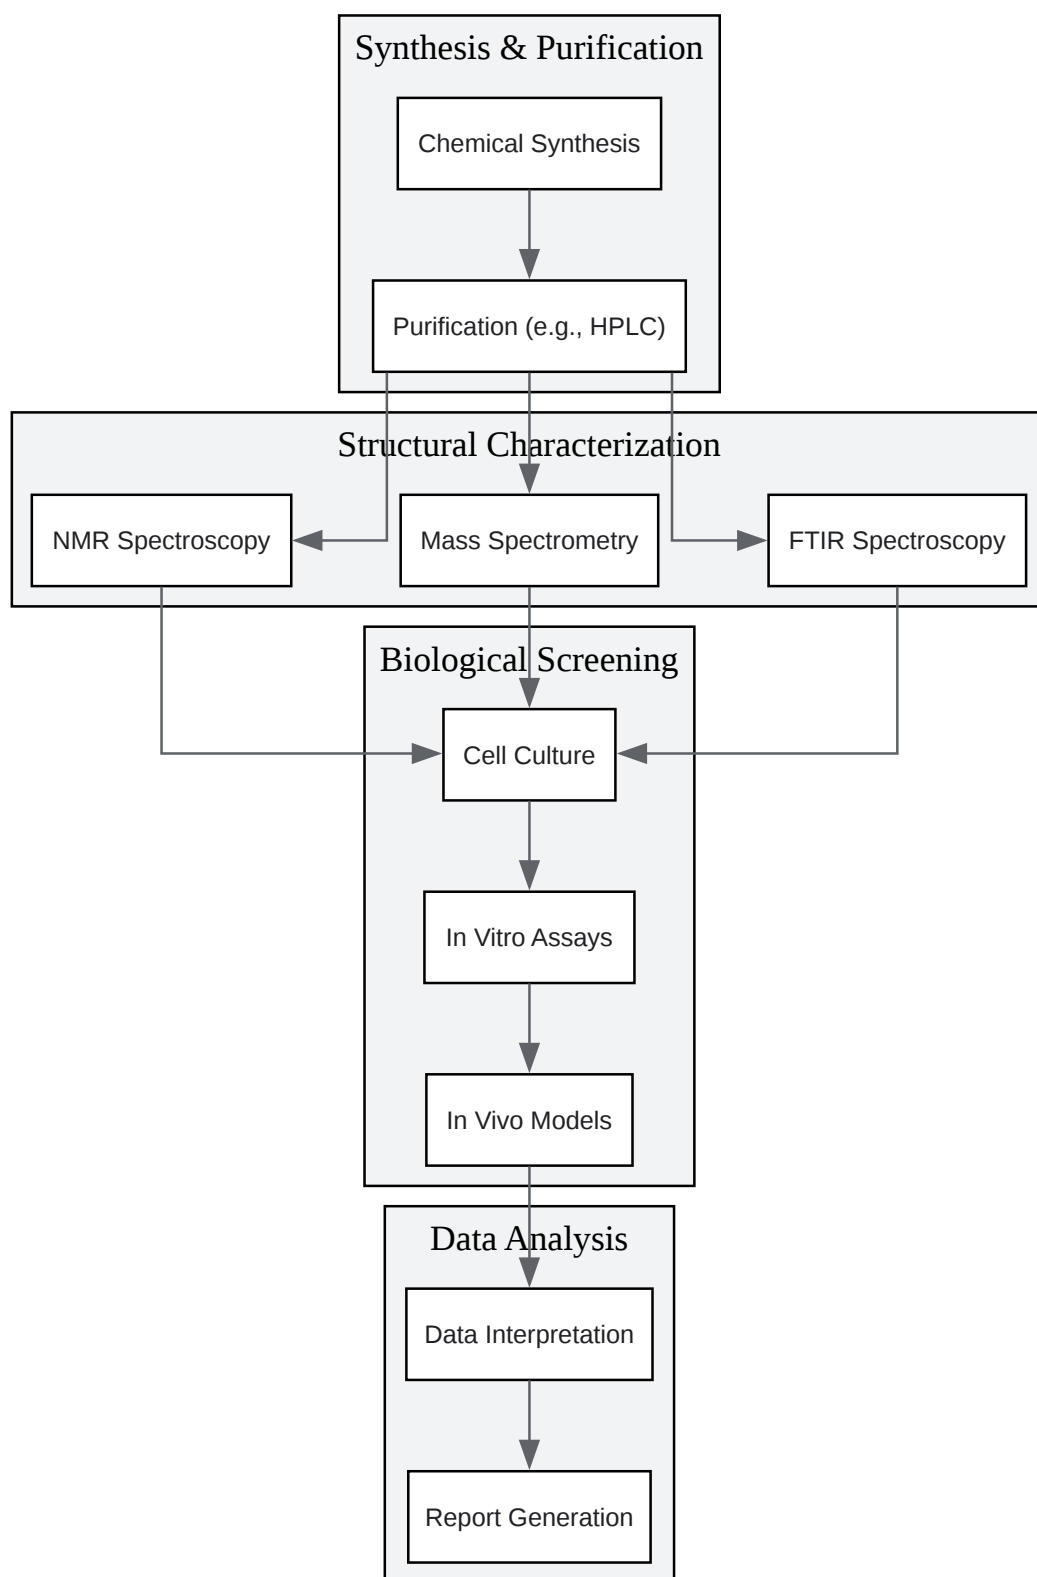 Synthesis & Purification
Chemical Synthesis
Purification (e.g., HPLC)
Structural Characterization
NMR Spectroscopy
Mass Spectrometry
FTIR Spectroscopy
Biological Screening
Cell Culture
In Vitro Assays
In Vivo Models
Data Analysis
Data Interpretation
Report Generation